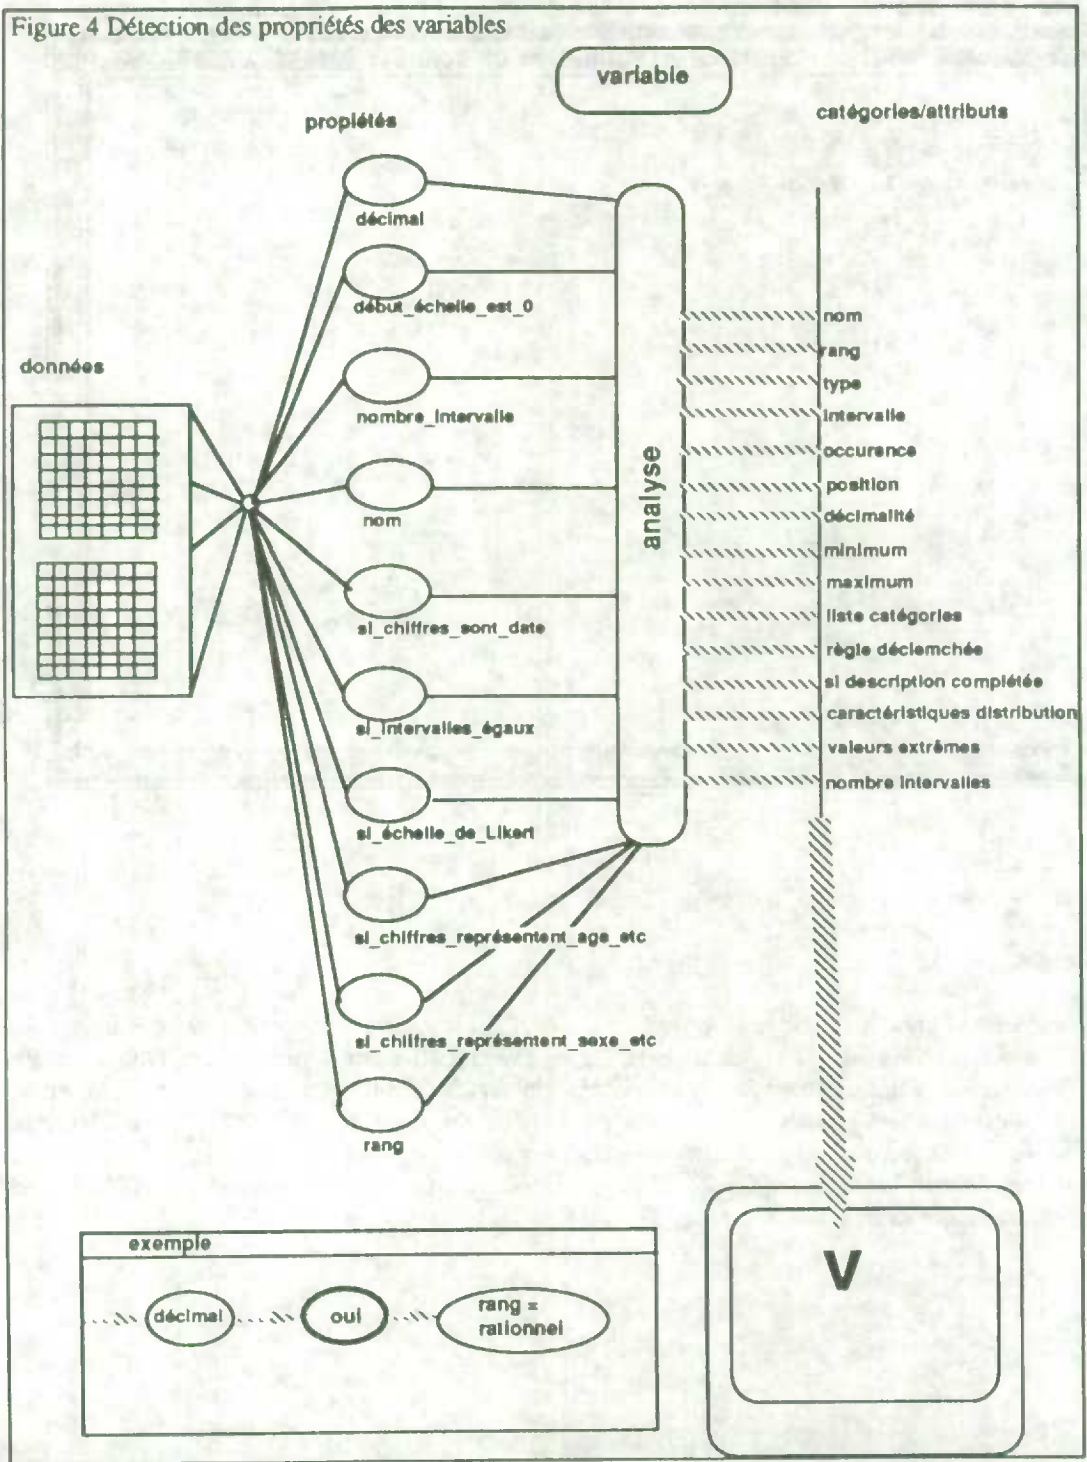 Figure 4 Détection des propriétés des variables
variable
propiétés
catégories/attributs
décimal
début_échelle_est_0
nombre_intervalle
nom
si_chiffres_sont_date
si_intervalles_égaux
si_échelle_de_Likert
si_chiffres_représentent_age_etc
si_chiffres_représentent_sexe_etc
rang
données
analyse
nom
rang
type
intervalle
occurence
position
décimalité
minimum
maximum
liste catégories
règle déclemchée
si description complétée
caractéristiques distribution
valeurs extrêmes
nombre intervalles
exemple
décimal
oui
rang =
rationnel
V